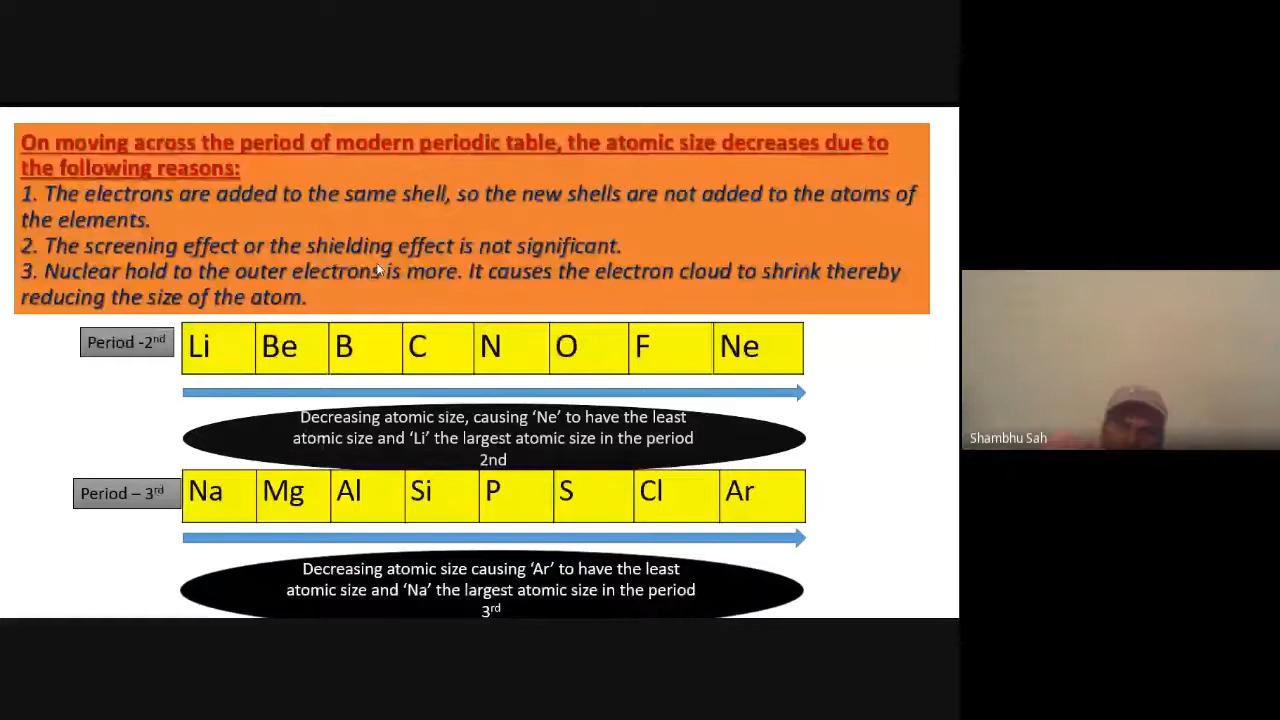 On moving across the period of modern periodic table, the atomic size decreases due to
the following reasons:
1. The electrons are added to the same shell, so the new shells are not added to the atoms of
the elements.
2. The screening effect or the shielding effect is not significant.
3. Nuclear hold to the outer electrons is more. It causes the electron cloud to shrink thereby
reducing the size of the atom.
Period -2nd
Li Be B C N O F Ne
Decreasing atomic size, causing ‘Ne’ to have the least
atomic size and ‘Li’ the largest atomic size in the period
2nd
Period – 3rd
Na Mg Al Si P S Cl Ar
Decreasing atomic size causing ‘Ar’ to have the least
atomic size and ‘Na’ the largest atomic size in the period
3rd
Shambhu Sah